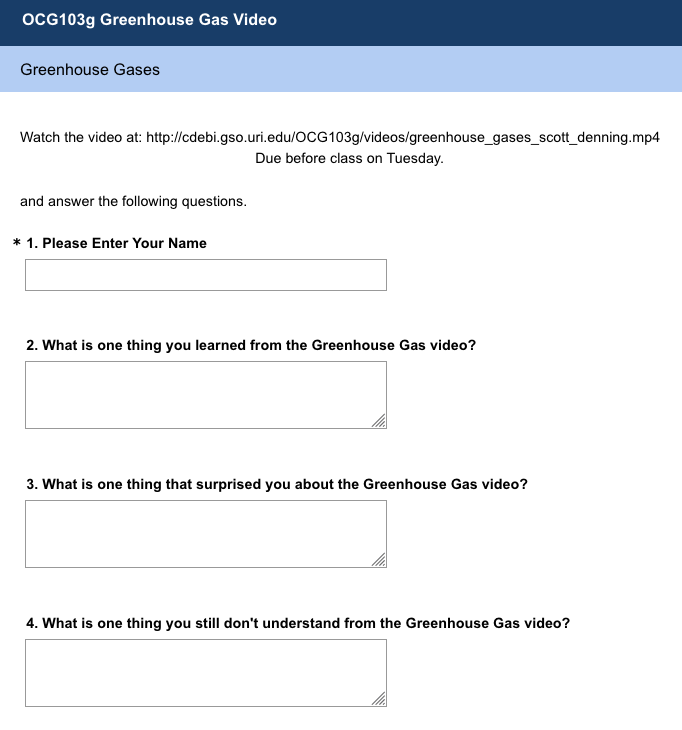 OCG103g Greenhouse Gas Video
Greenhouse Gases
Watch the video at: http://cdebi.gso.uri.edu/OCG103g/videos/greenhouse_gases_scott_denning.mp4
Due before class on Tuesday.
and answer the following questions.
* 1. Please Enter Your Name
2. What is one thing you learned from the Greenhouse Gas video?
3. What is one thing that surprised you about the Greenhouse Gas video?
4. What is one thing you still don't understand from the Greenhouse Gas video?